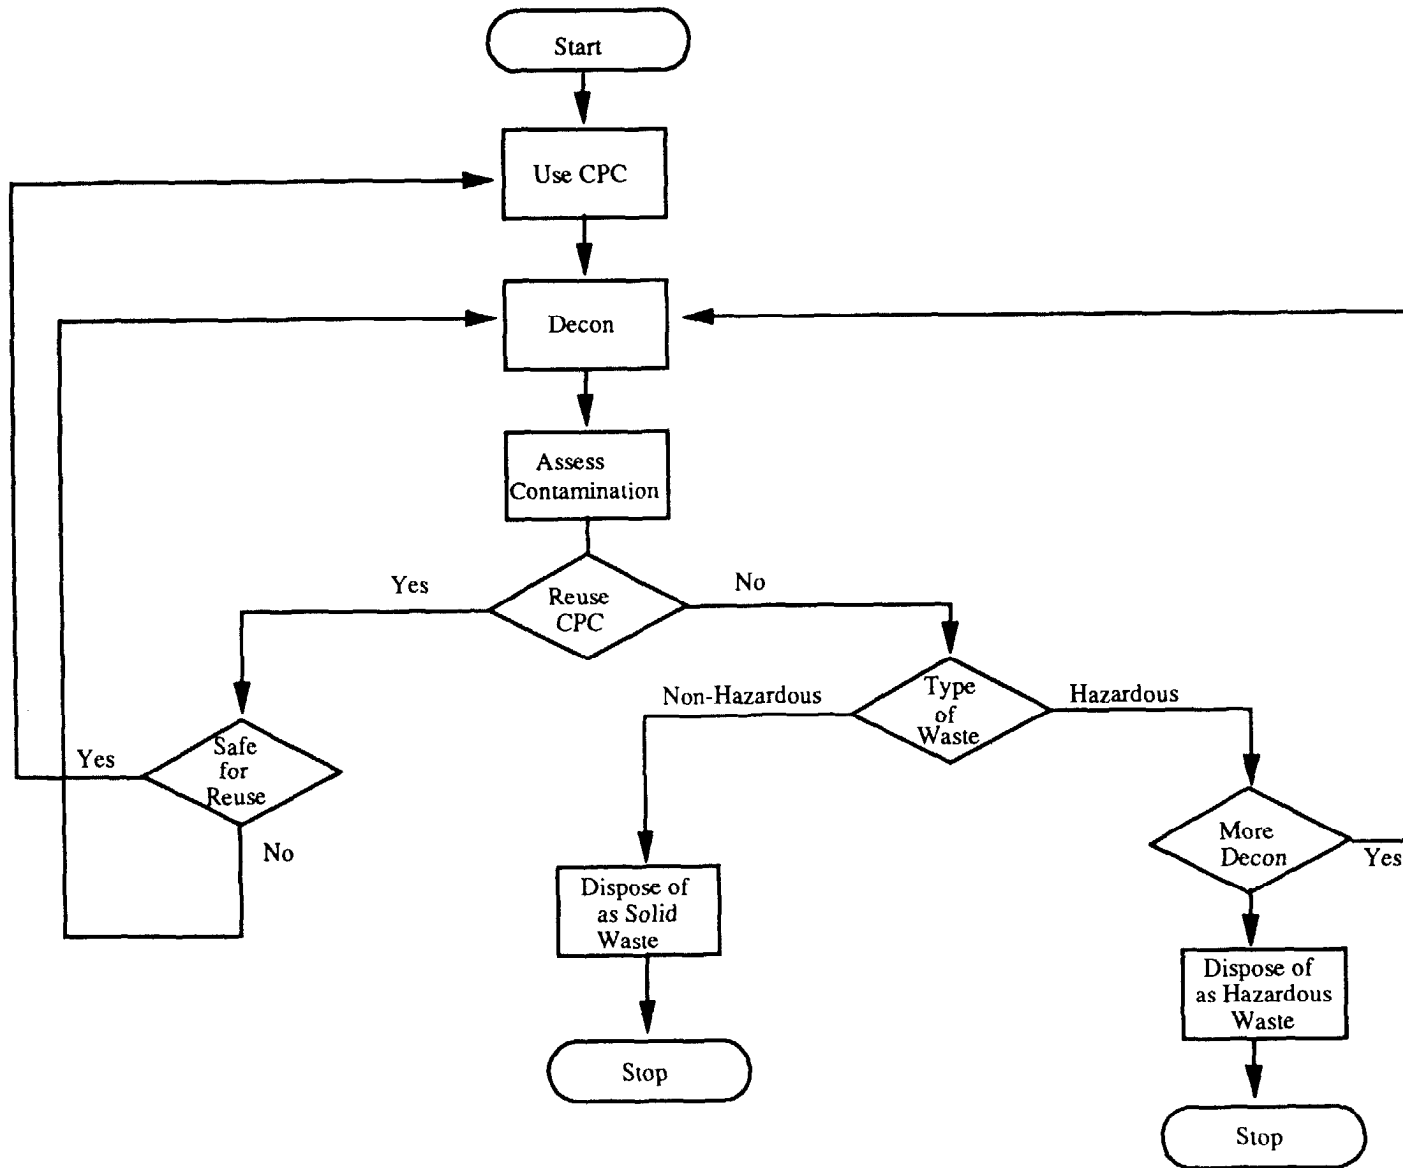 Start
Use CPC
Decon
Assess
Contamination
Yes
No
Reuse
CPC
Non-Hazardous
Type
of
Waste
Hazardous
Yes
Safe
for
Reuse
No
More
Decon
Yes
Dispose of
as Solid
Waste
Dispose of
as Hazardous
Waste
Stop
Stop